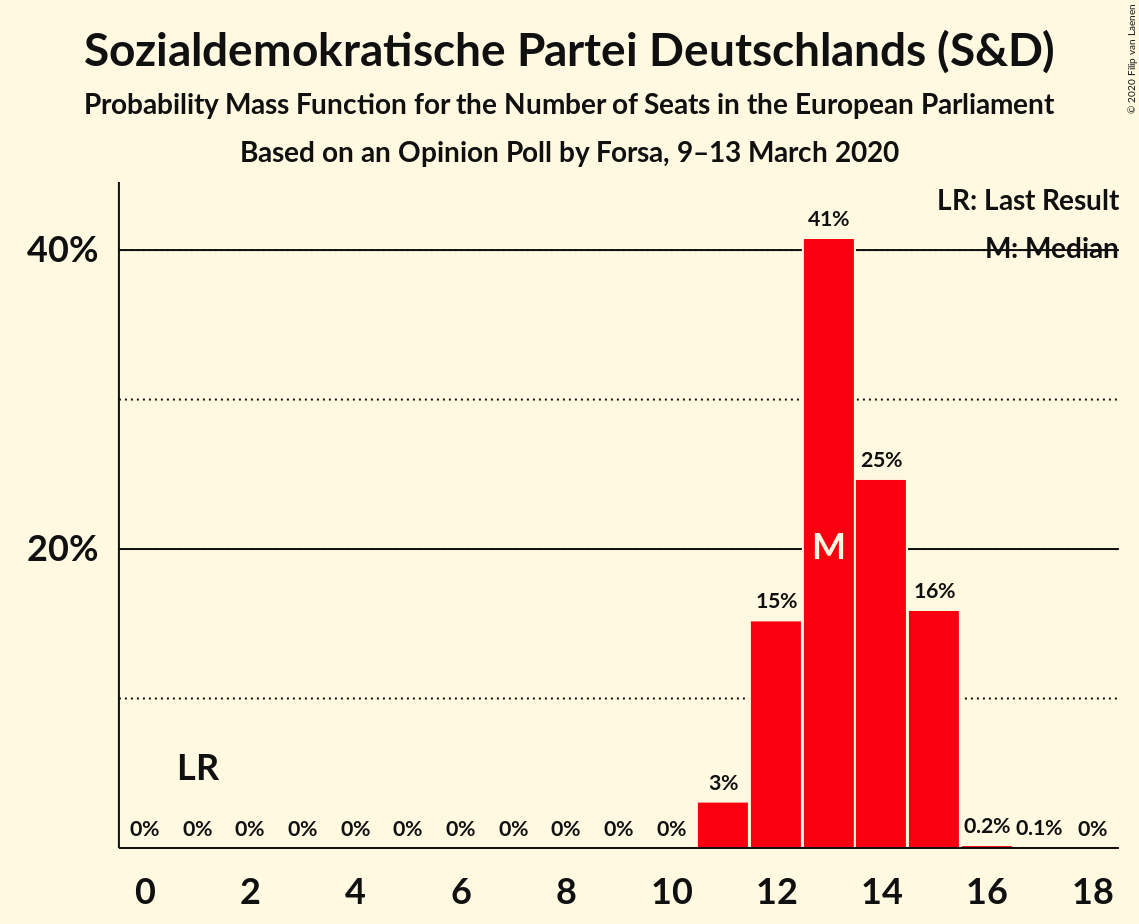 Sozialdemokratische Partei Deutschlands (S&D)
Probability Mass Function for the Number of Seats in the European Parliament
Based on an Opinion Poll by Forsa, 9–13 March 2020
© 2020 Filip van Laenen
LR: Last Result
M: Median
41%
40%
25%
20%
M
16%
15%
LR
3%
0% 0% 0% 0% 0% 0% 0% 0% 0% 0% 0% 0.2% 0.1% 0%
0 2 4 6 8 10 12 14 16 18